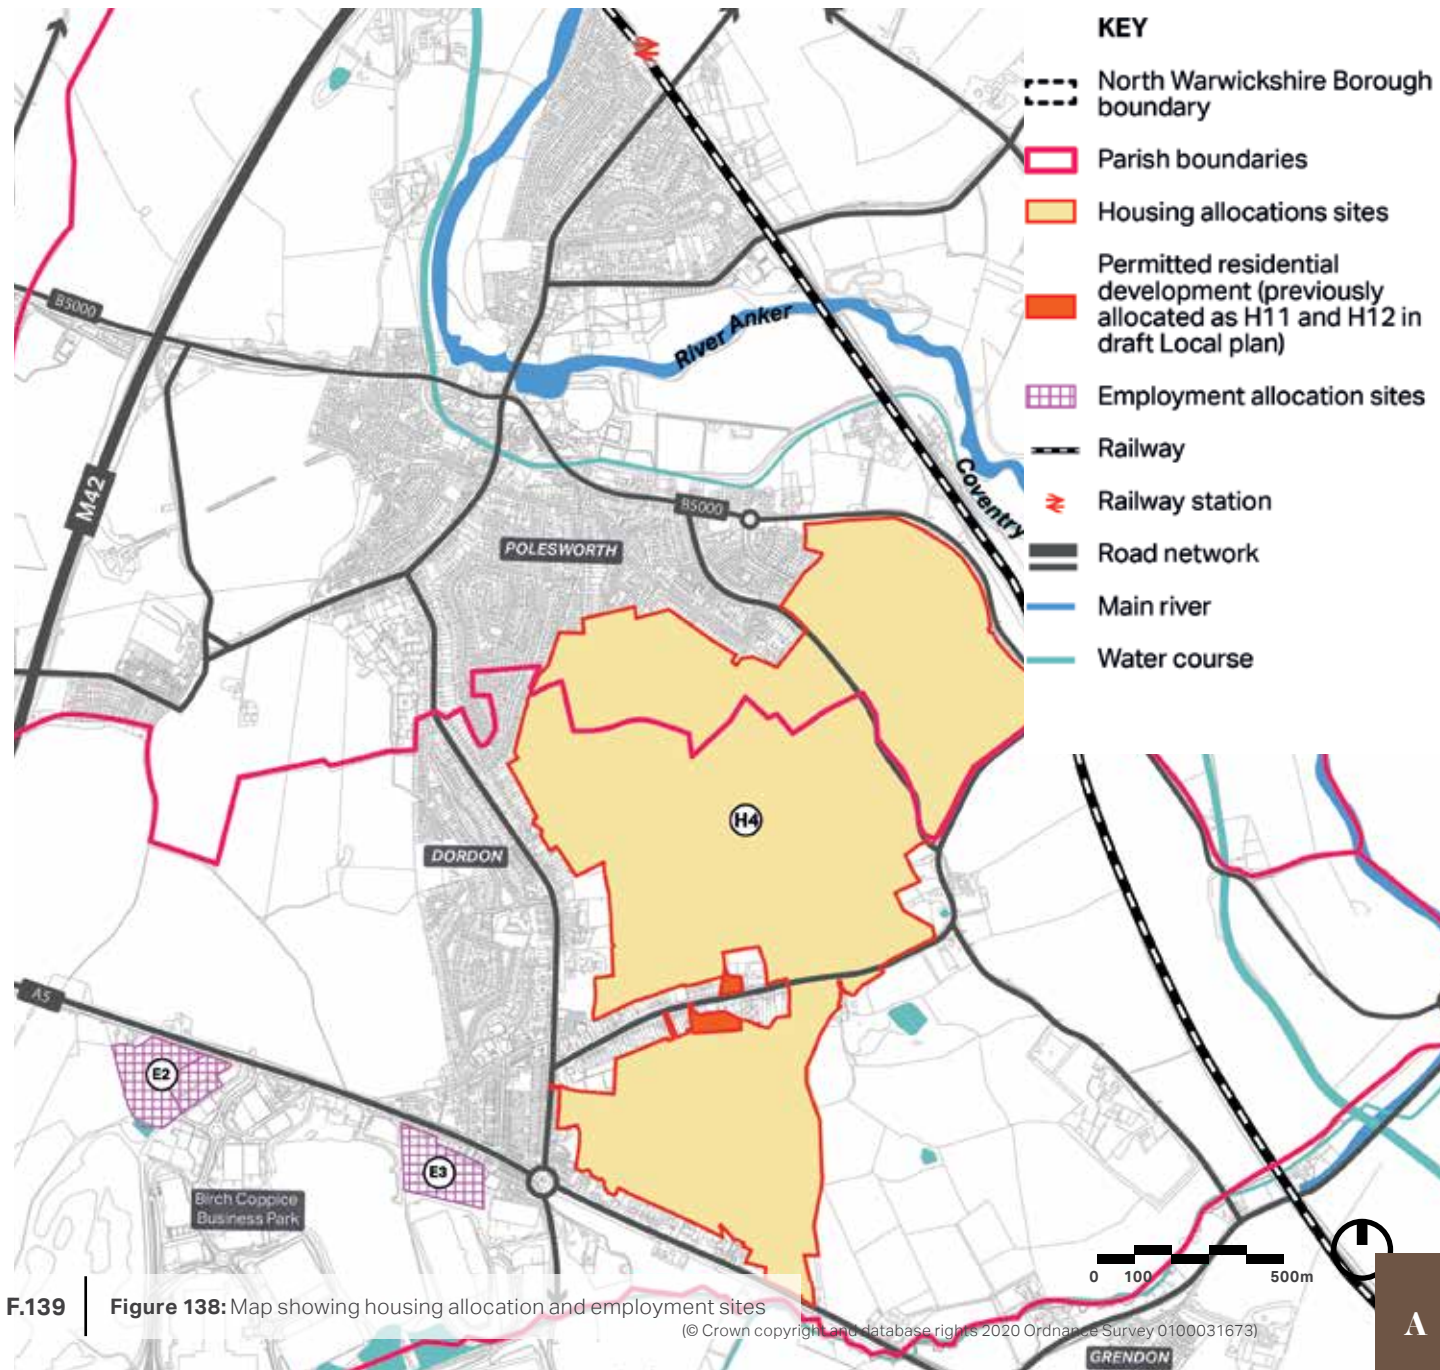 KEY
North Warwickshire Borough
boundary
Parish boundaries
Housing allocations sites
Permitted residential
development (previously
allocated as H11 and H12 in
draft Local plan)
Employment allocation sites
Railway
Railway station
Road network
Main river
Water course
B5000
River Anker
M42
Coventry
B5000
POLESWORTH
H4
DORDON
A5
E2
E3
Birch Coppice
Business Park
0 100 500m
F.139
Figure 138: Map showing housing allocation and employment sites
(© Crown copyright and database rights 2020 Ordnance Survey 0100031673)
GRENDON
A